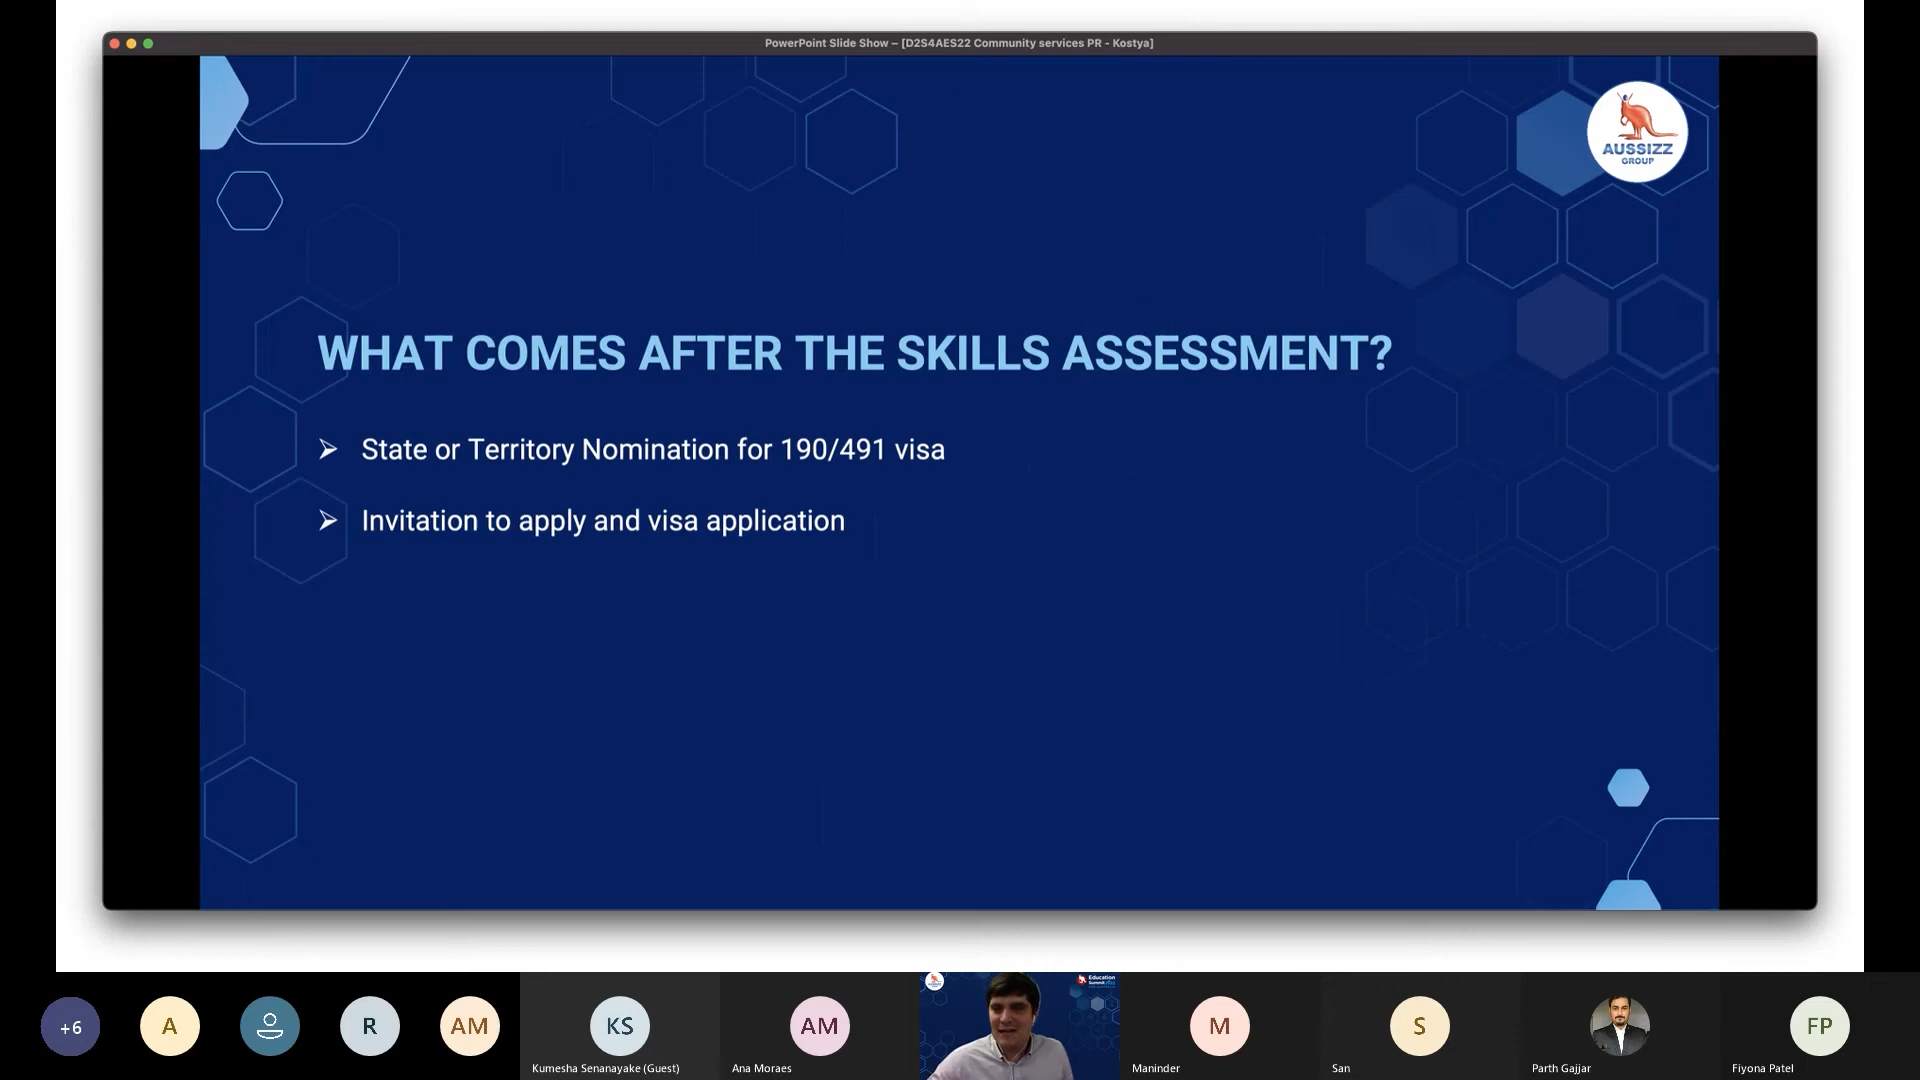 PowerPoint Slide Show – [D2S4AES22 Community services PR - Kostya]
AUSSIZZ
GROUP
WHAT COMES AFTER THE SKILLS ASSESSMENT?
State or Territory Nomination for 190/491 visa
Invitation to apply and visa application
+6
A
R
AM
KS
Kumesha Senanayake (Guest)
AM
Ana Moraes
Education
M
Maninder
S
San
Parth Gajjar
FP
Fiyona Patel